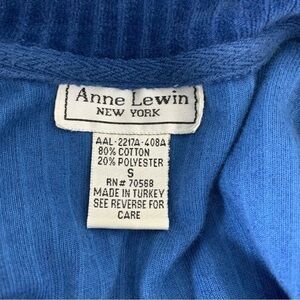 Anne Lewin
NEW YORK
AAL-2217A-408A
80% COTTON
20% POLYESTER
S
RN# 70568
MADE IN TURKEY
SEE REVERSE FOR
CARE